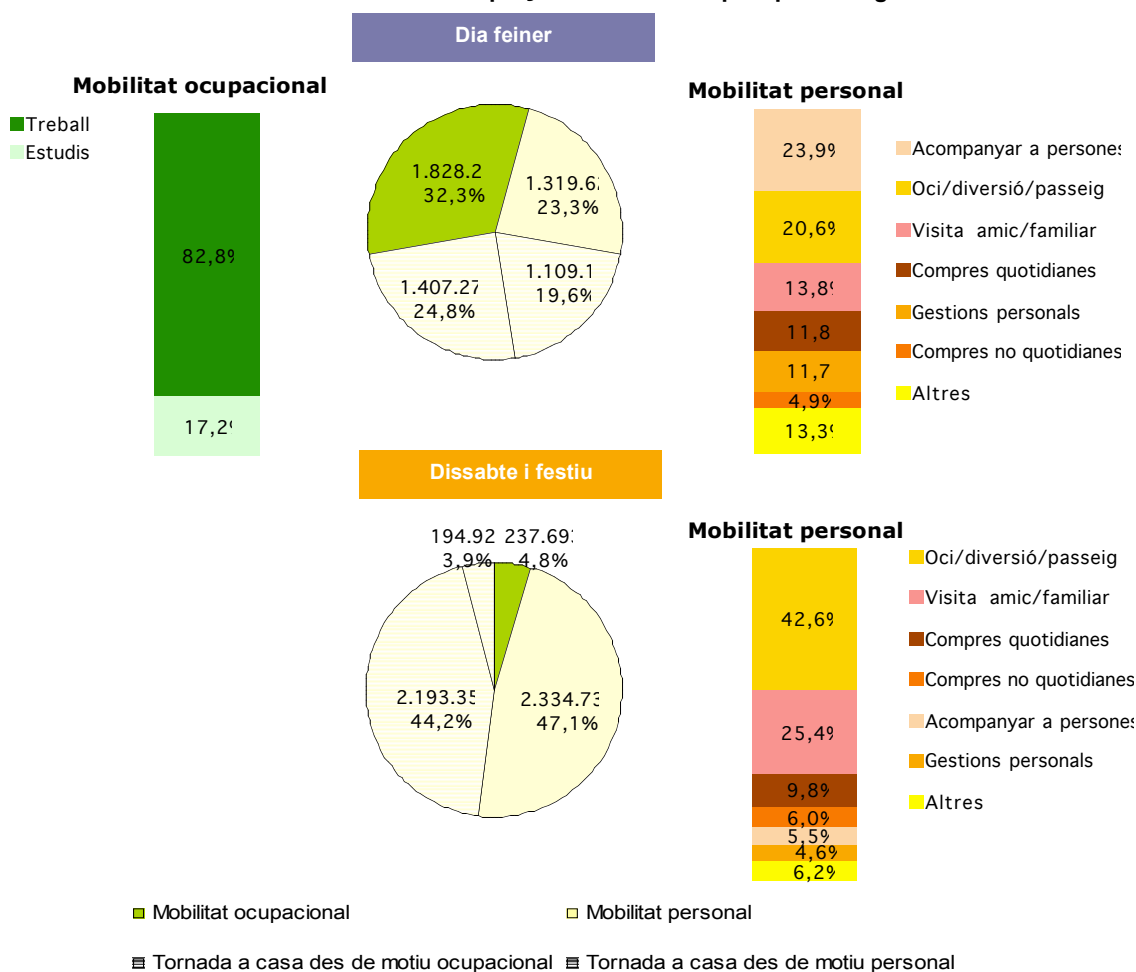 Dia feiner
Mobilitat ocupacional
Treball
Estudis
82,8%
17,2%
1.828.2
32,3%
1.319.6
23,3%
1.407.27
24,8%
1.109.1
19,6%
Mobilitat personal
23,9%
20,6%
13,8%
11,8
11,7
4,9%
13,3%
Acompanyar a persones
Oci/diversió/passeig
Visita amic/familiar
Compres quotidianes
Gestions personals
Compres no quotidianes
Altres
Dissabte i festiu
194.92
3,9%
237.69
4,8%
2.193.35
44,2%
2.334.73
47,1%
Mobilitat personal
42,6%
25,4%
9,8%
6,0%
5,5%
4,6%
6,2%
Oci/diversió/passeig
Visita amic/familiar
Compres quotidianes
Compres no quotidianes
Acompanyar a persones
Gestions personals
Altres
Mobilitat ocupacional
Mobilitat personal
Tornada a casa des de motiu ocupacional
Tornada a casa des de motiu personal